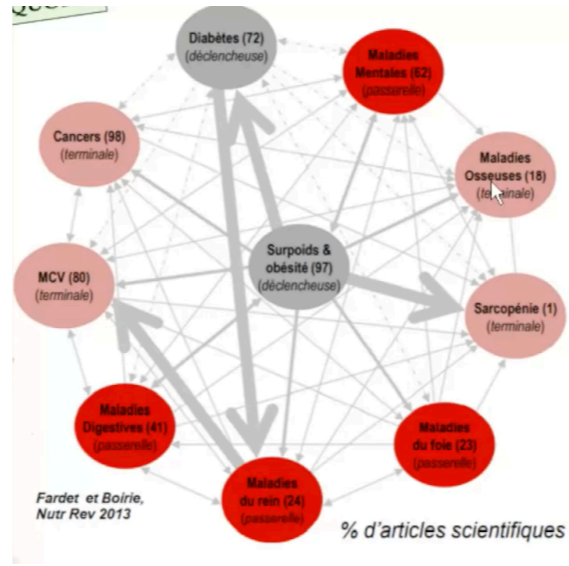 Diabètes (72)
(déclencheuse)
Maladies
Mentales (62)
(passerelle)
Cancers (98)
(terminale)
Maladies
Osseuses (18)
(terminale)
Surpoids &
obésité (97)
(déclencheuse)
MCV (80)
(terminale)
Sarcopénie (1)
(terminale)
Maladies
Digestives (41)
(passerelle)
Maladies
du foie (23)
(passerelle)
Maladies
du rein (24)
(passerelle)
Fardet et Boirie,
Nutr Rev 2013
% d'articles scientifiques